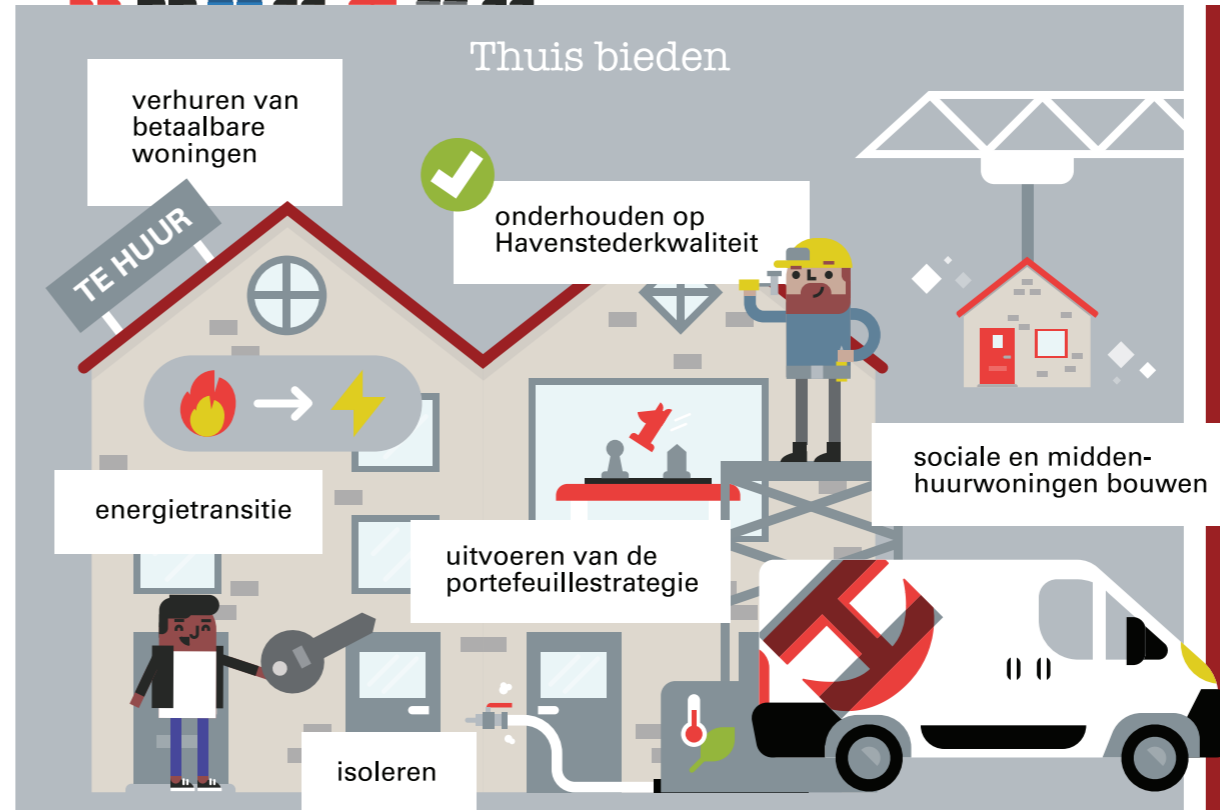 Thuis bieden
verhuren van
betaalbare
woningen
TE HUUR
onderhouden op
Havenstederkwaliteit
sociale en midden-
huurwoningen bouwen
energietransitie
uitvoeren van de
portefeuillestrategie
isoleren